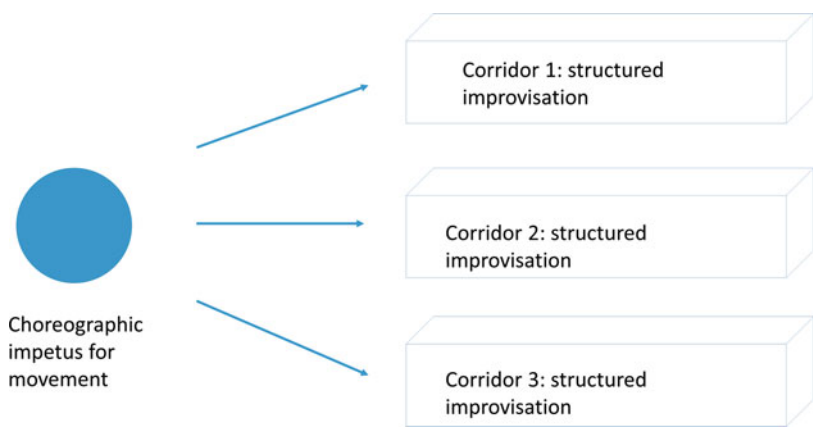 Corridor 1: structured
improvisation
Corridor 2: structured
improvisation
Choreographic
impetus for
movement
Corridor 3: structured
improvisation